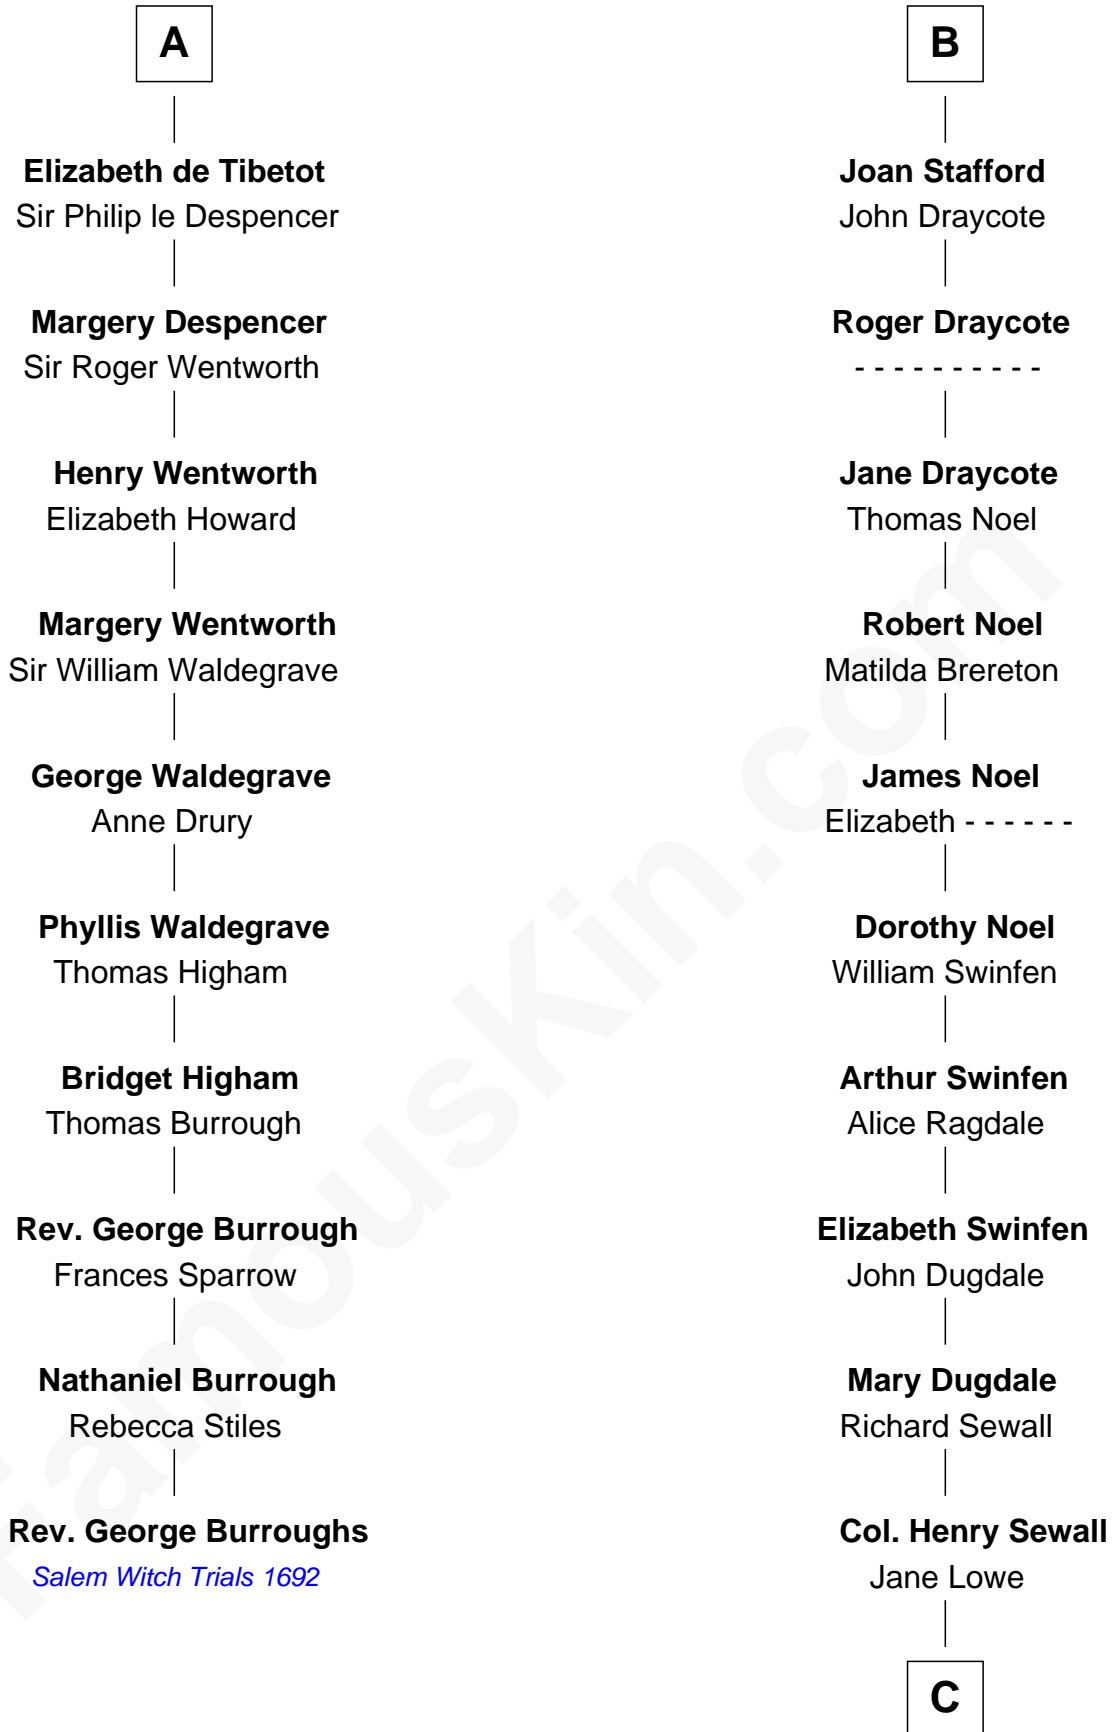 A
Elizabeth de Tibetot
Sir Philip le Despencer
Margery Despencer
Sir Roger Wentworth
Henry Wentworth
Elizabeth Howard
Margery Wentworth
Sir William Waldegrave
George Waldegrave
Anne Drury
Phyllis Waldegrave
Thomas Higham
Bridget Higham
Thomas Burrough
Rev. George Burrough
Frances Sparrow
Nathaniel Burrough
Rebecca Stiles
Rev. George Burroughs
Salem Witch Trials 1692
B
Joan Stafford
John Draycote
Roger Draycote
- - - - - - - - - -
Jane Draycote
Thomas Noel
Robert Noel
Matilda Brereton
James Noel
Elizabeth - - - - - -
Dorothy Noel
William Swinfen
Arthur Swinfen
Alice Ragdale
Elizabeth Swinfen
John Dugdale
Mary Dugdale
Richard Sewall
Col. Henry Sewall
Jane Lowe
C
FamousKin.com